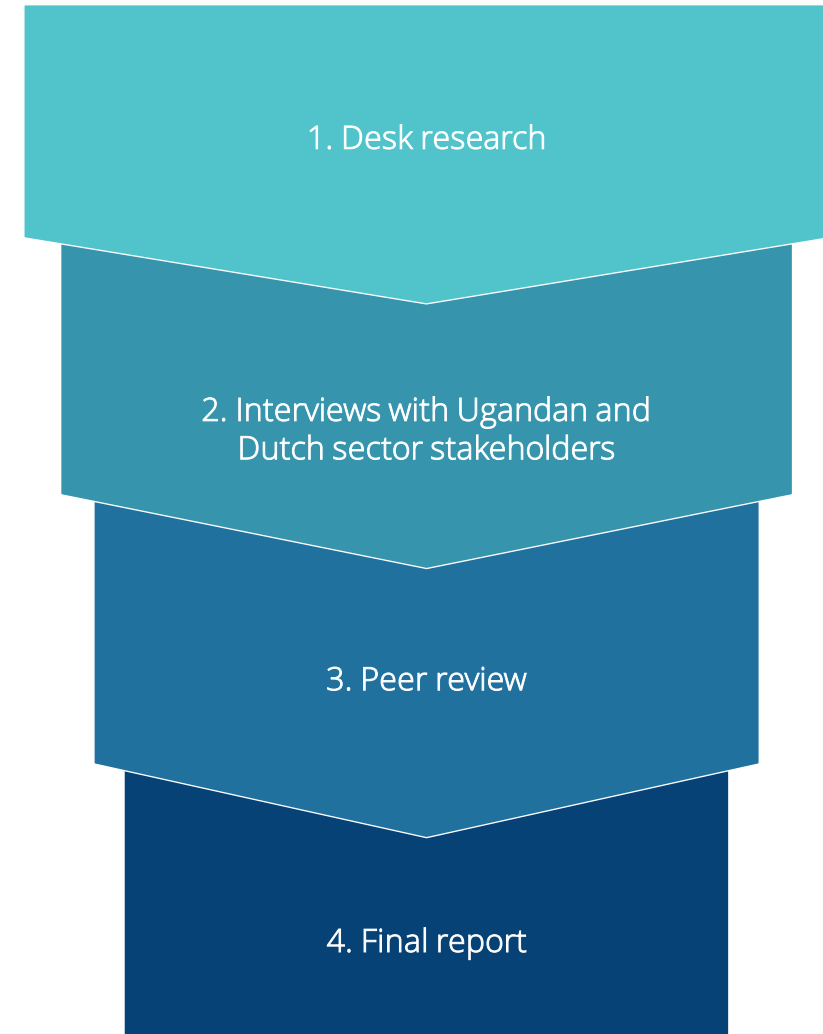 1. Desk research
2. Interviews with Ugandan and
Dutch sector stakeholders
3. Peer review
4. Final report